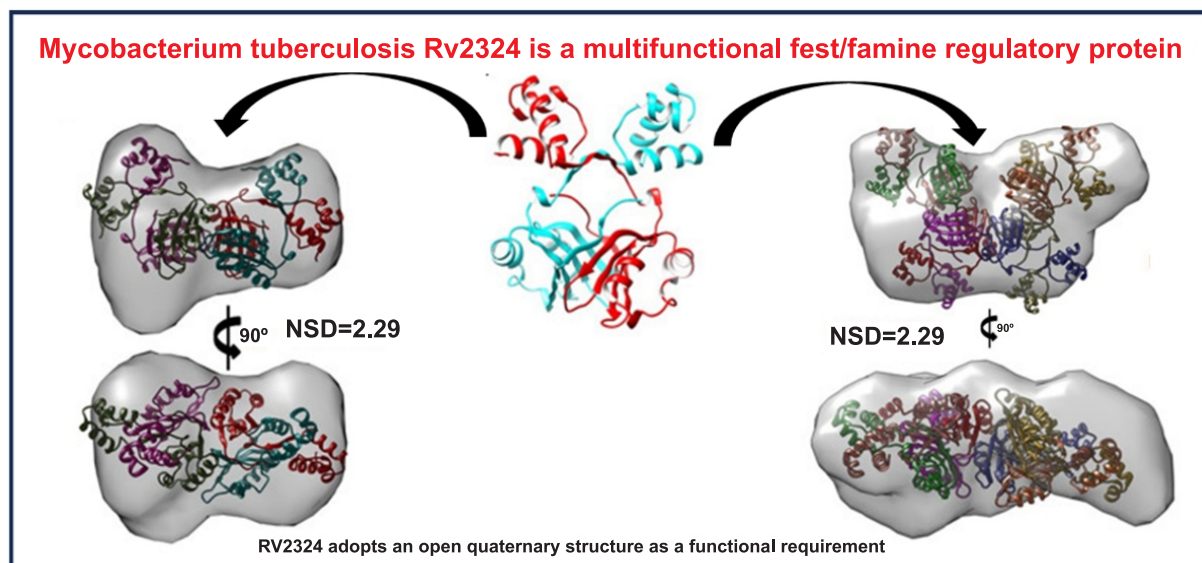 Mycobacterium tuberculosis Rv2324 is a multifunctional fest/famine regulatory protein
90º NSD=2.29
NSD=2.29 90º
RV2324 adopts an open quaternary structure as a functional requirement